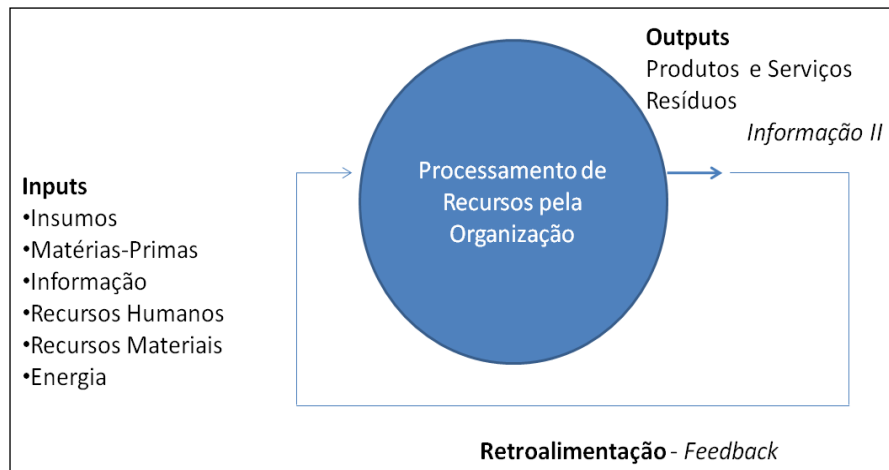 Outputs
Produtos e Serviços
Resíduos
Informação II
Processamento de
Recursos pela
Organização
Inputs
•Insumos
•Matérias-Primas
•Informação
•Recursos Humanos
•Recursos Materiais
•Energia
Retroalimentação - Feedback